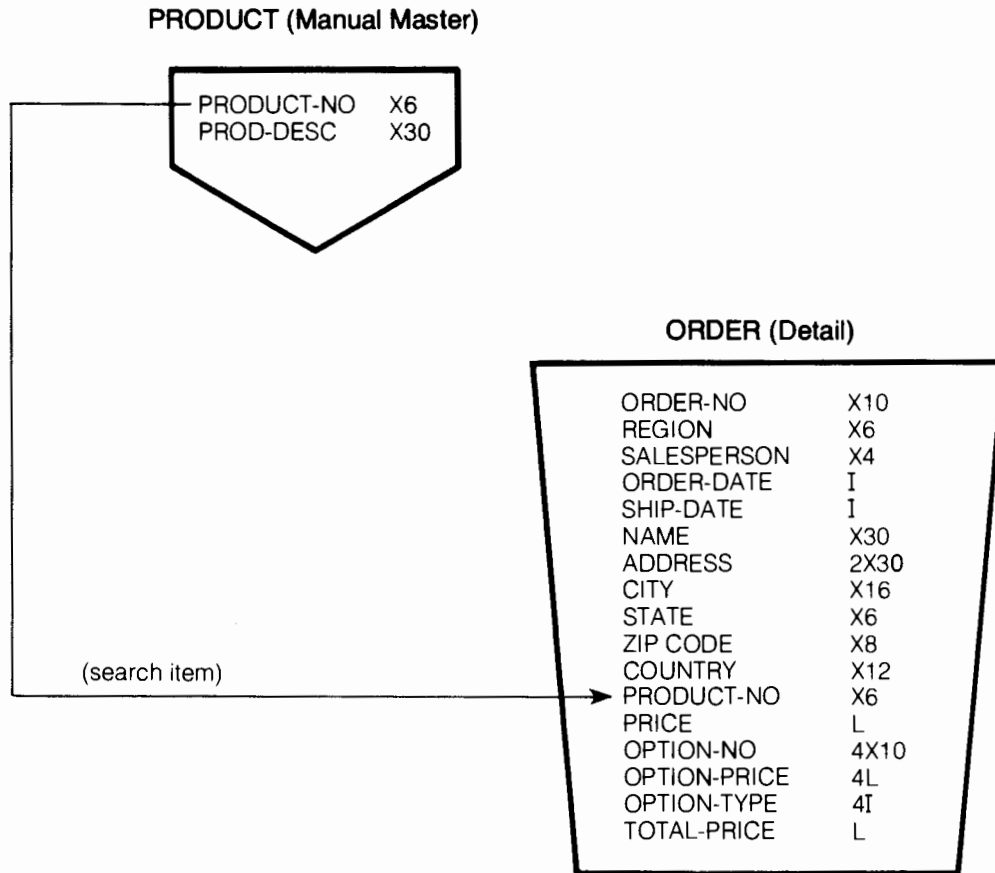 PRODUCT (Manual Master)
PRODUCT-NO X6
PROD-DESC X30
ORDER (Detail)
ORDER-NO X10
REGION X6
SALESPERSON X4
ORDER-DATE I
SHIP-DATE I
NAME X30
ADDRESS 2X30
CITY X16
STATE X6
ZIP CODE X8
COUNTRY X12
(search item)
PRODUCT-NO X6
PRICE L
OPTION-NO 4X10
OPTION-PRICE 4L
OPTION-TYPE 4I
TOTAL-PRICE L